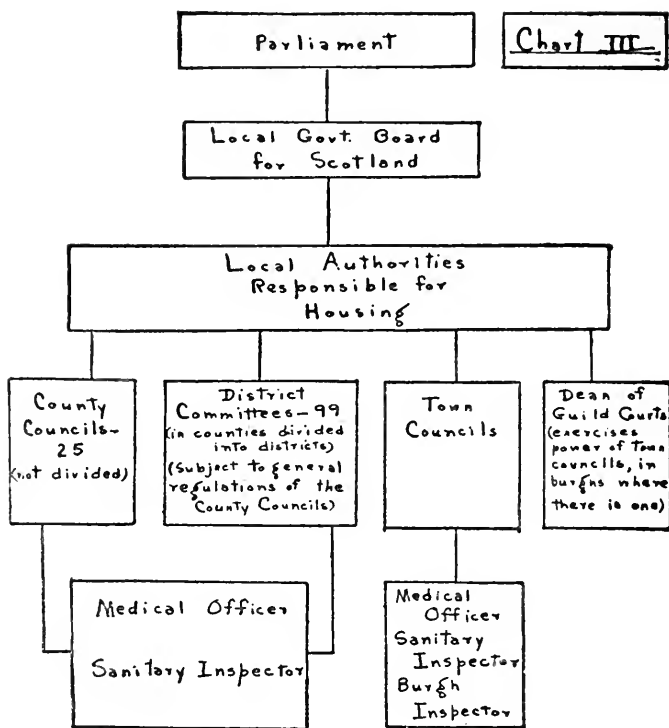 Parliament
Chart III
Local Govt. Board
for Scotland
Local Authorities
Responsible for
Housing
County
Councils-
25
(not divided)
District
Committees-99
(in counties divided
into districts)
(Subject to general
regulations of the
County Councils)
Town
Councils
Dean of
Guild Curts
(exercises
power of Town
councils, in
burghs where
there is one)
Medical Officer
Sanitary Inspector
Medical
Officer
Sanitary
Inspector
Burgh
Inspector